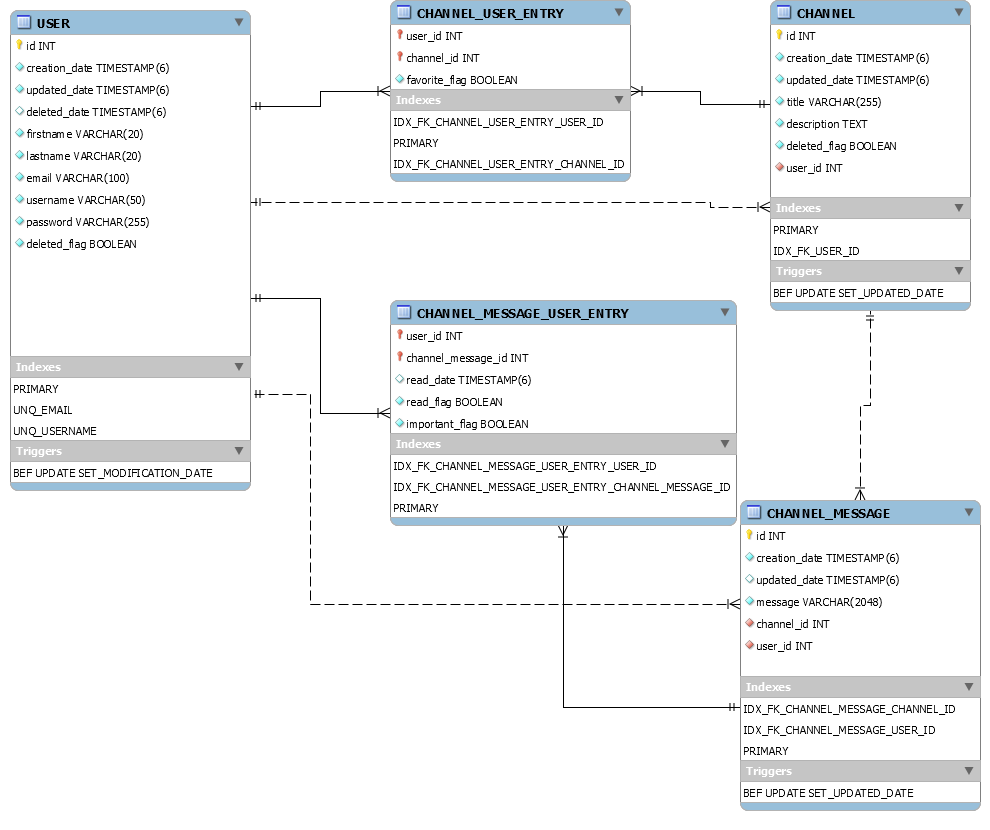 USER
id INT
creation_date TIMESTAMP(6)
updated_date TIMESTAMP(6)
deleted_date TIMESTAMP(6)
firstname VARCHAR(20)
lastname VARCHAR(20)
email VARCHAR(100)
username VARCHAR(50)
password VARCHAR(255)
deleted_flag BOOLEAN
Indexes
PRIMARY
UNQ_EMAIL
UNQ_USERNAME
Triggers
BEF UPDATE SET_MODIFICATION_DATE
CHANNEL_USER_ENTRY
user_id INT
channel_id INT
favorite_flag BOOLEAN
Indexes
IDX_FK_CHANNEL_USER_ENTRY_USER_ID
PRIMARY
IDX_FK_CHANNEL_USER_ENTRY_CHANNEL_ID
CHANNEL
id INT
creation_date TIMESTAMP(6)
updated_date TIMESTAMP(6)
title VARCHAR(255)
description TEXT
deleted_flag BOOLEAN
user_id INT
Indexes
PRIMARY
IDX_FK_USER_ID
Triggers
BEF UPDATE SET_UPDATED_DATE
CHANNEL_MESSAGE_USER_ENTRY
user_id INT
channel_message_id INT
read_date TIMESTAMP(6)
read_flag BOOLEAN
important_flag BOOLEAN
Indexes
IDX_FK_CHANNEL_MESSAGE_USER_ENTRY_USER_ID
IDX_FK_CHANNEL_MESSAGE_USER_ENTRY_CHANNEL_MESSAGE_ID
PRIMARY
CHANNEL_MESSAGE
id INT
creation_date TIMESTAMP(6)
updated_date TIMESTAMP(6)
message VARCHAR(2048)
channel_id INT
user_id INT
Indexes
IDX_FK_CHANNEL_MESSAGE_CHANNEL_ID
IDX_FK_CHANNEL_MESSAGE_USER_ID
PRIMARY
Triggers
BEF UPDATE SET_UPDATED_DATE